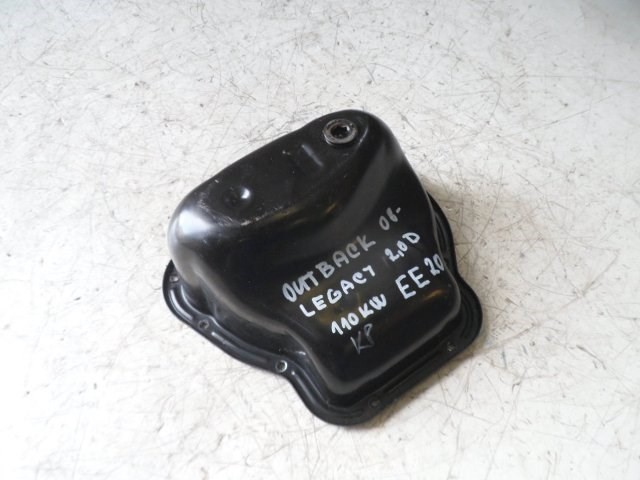 OUTBACK 08-
LEGACY 2,0D
110KW EE20
KP